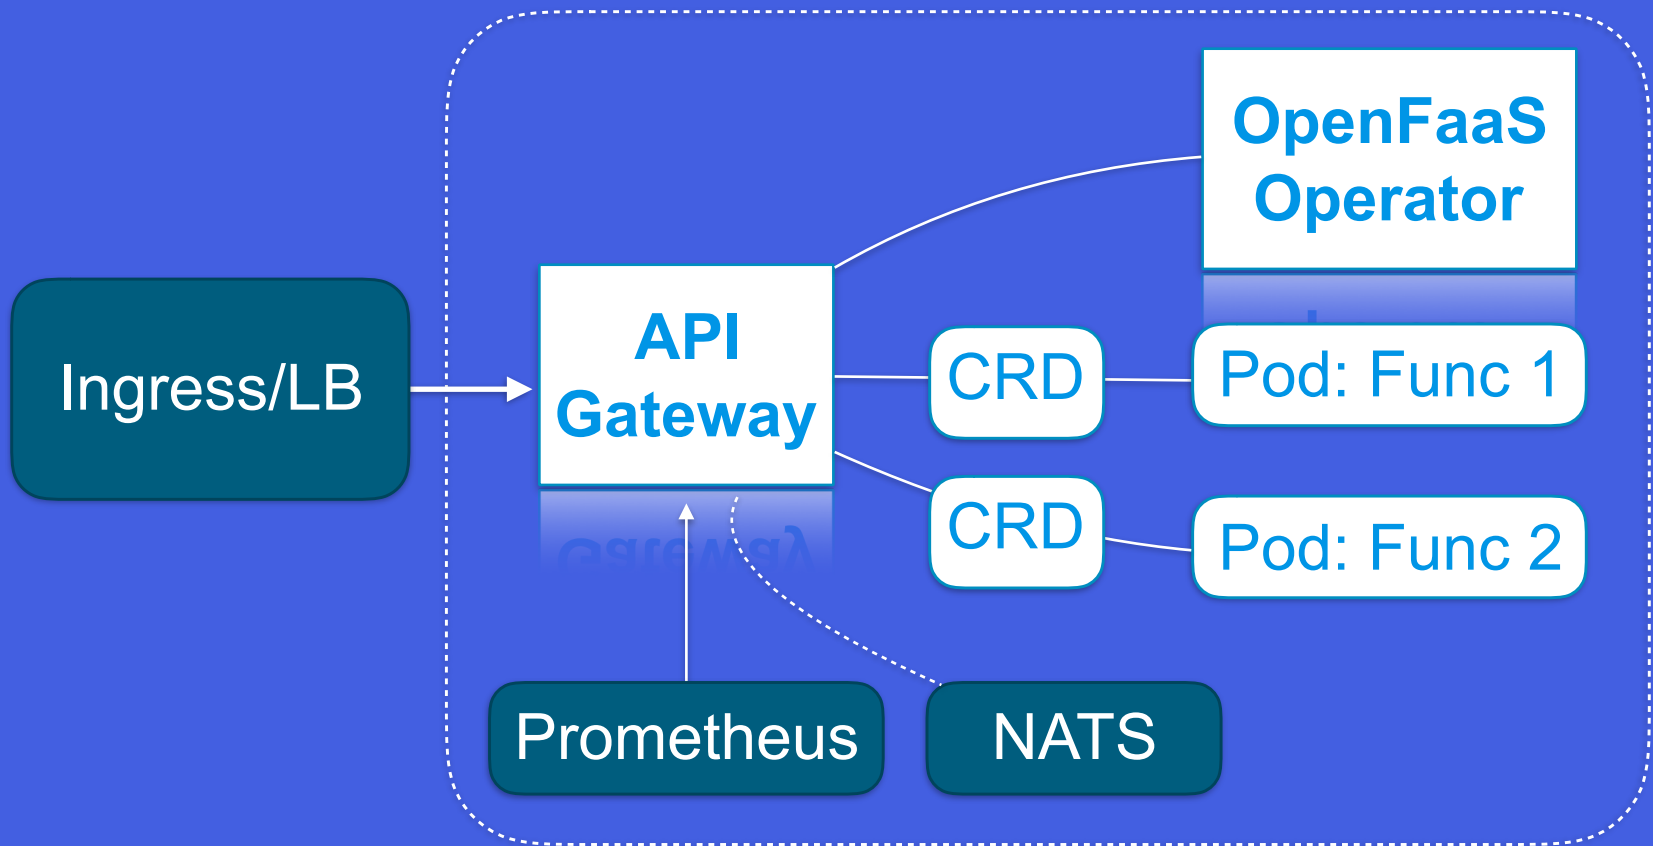 OpenFaaS
Operator
API
Gateway
Ingress/LB
CRD
Pod: Func 1
CRD
Pod: Func 2
Prometheus
NATS